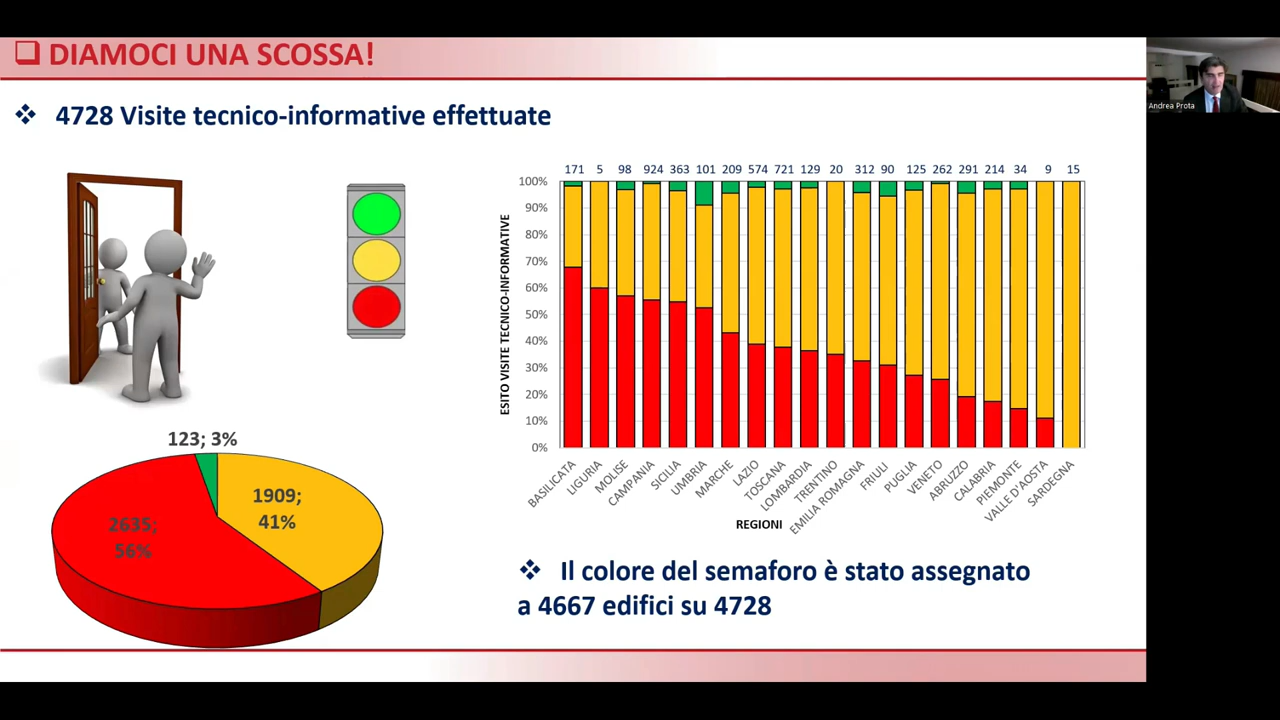 ❑ DIAMOCI UNA SCOSSA!
❖ 4728 Visite tecnico-informative effettuate
Andrea Prota
171 5 98 924 363 101 209 574 721 129 20 312 90 125 262 291 214 34 9 15
100%
90%
80%
70%
60%
50%
40%
30%
20%
10%
0%
ESITO VISITE TECNICO-INFORMATIVE
BASILICATA
LIGURIA
MOLISE
CAMPANIA
SICILIA
UMBRIA
MARCHE
LAZIO
TOSCANA
LOMBARDIA
TRENTINO
EMILIA ROMAGNA
FRIULI
PUGLIA
VENETO
ABRUZZO
CALABRIA
PIEMONTE
VALLE D'AOSTA
SARDEGNA
REGIONI
123; 3%
1909;
41%
2635;
56%
❖ Il colore del semaforo è stato assegnato
a 4667 edifici su 4728